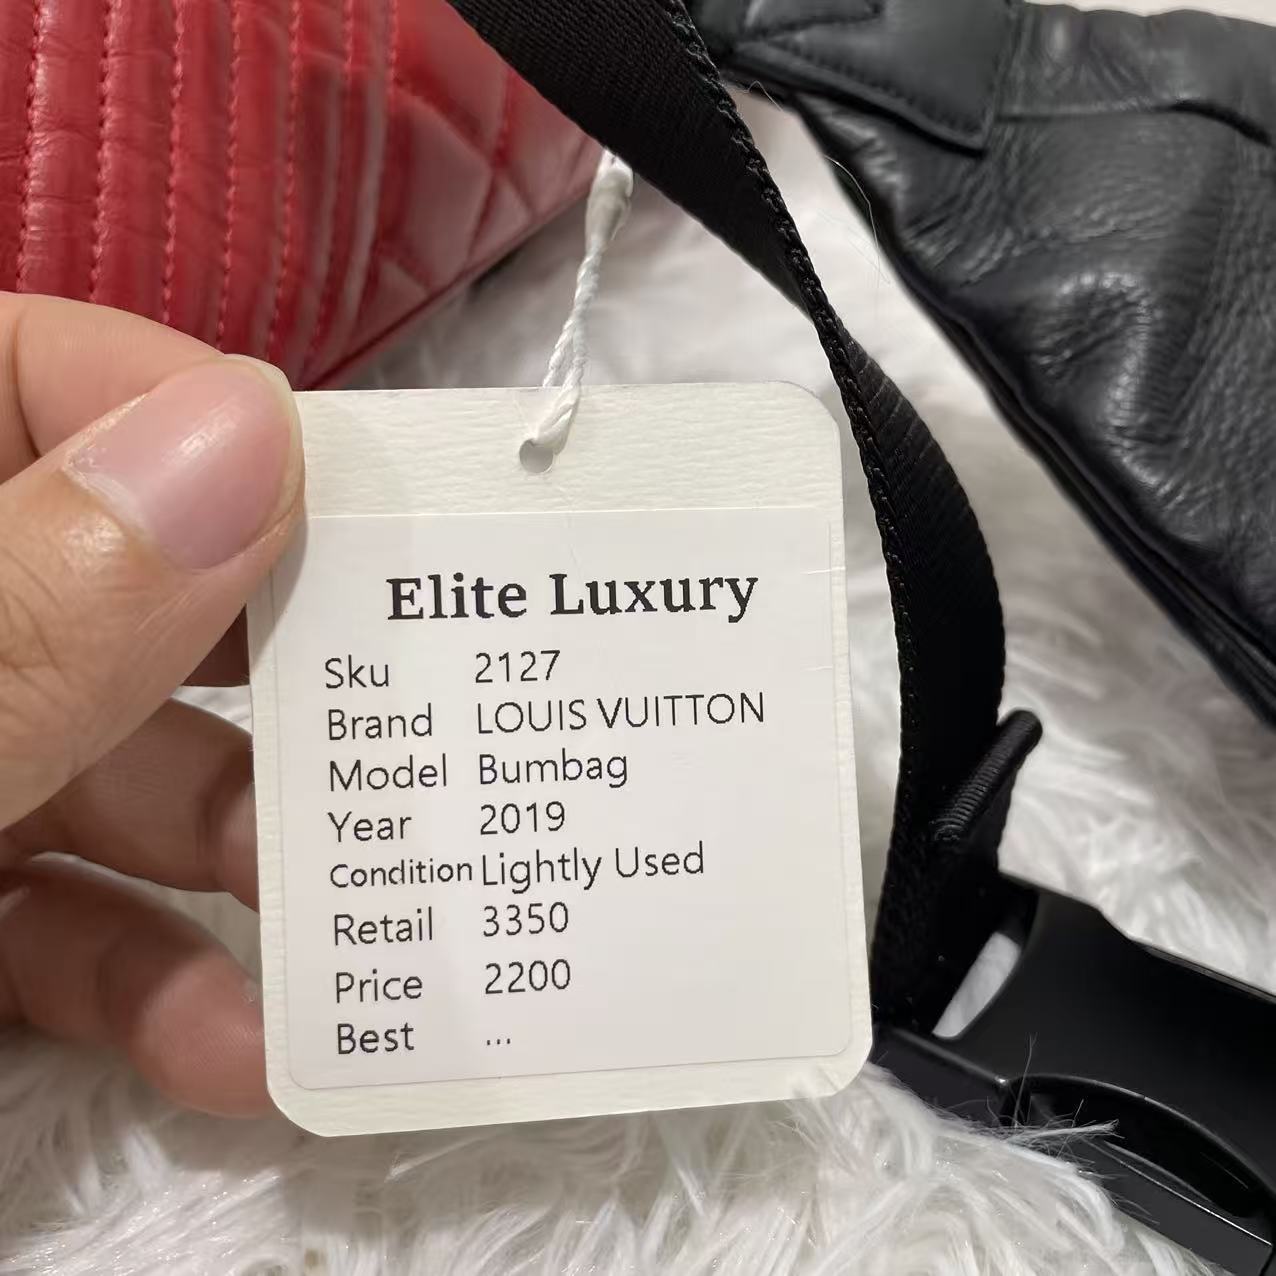 Elite Luxury
Sku 2127
Brand LOUIS VUITTON
Model Bumbag
Year 2019
Condition Lightly Used
Retail 3350
Price 2200
Best ...